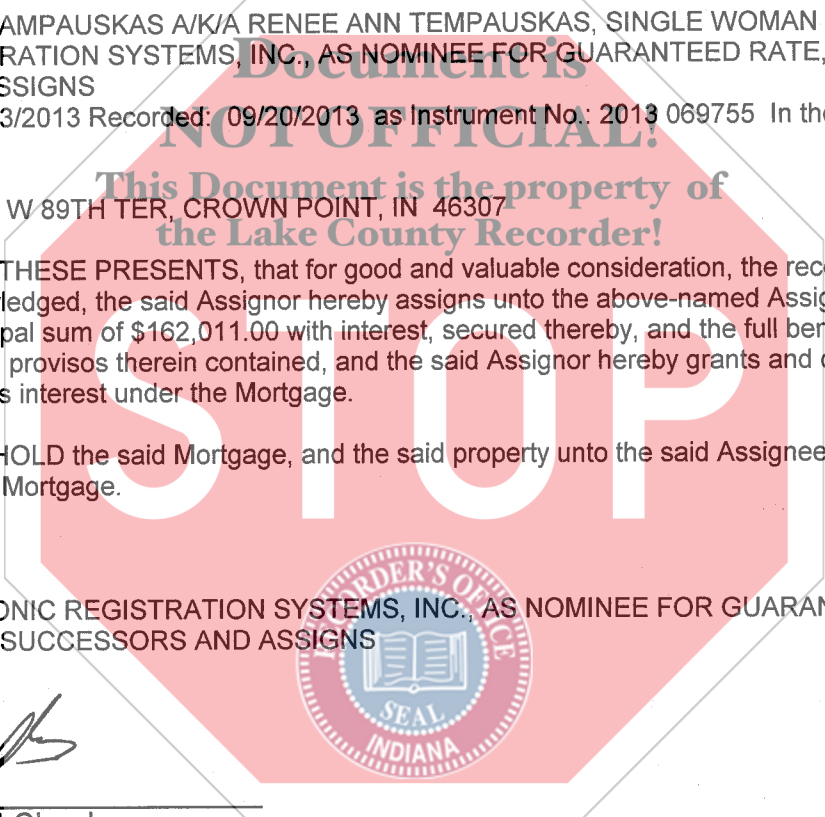 AMPAUSKAS A/K/A RENEE ANN TEMPAUSKAS, SINGLE WOMAN
RATION SYSTEMS, INC., AS NOMINEE FOR GUARANTEED RATE,
SSIGNS
3/2013 Recorded: 09/20/2013 as Instrument No.: 2013 069755 In the
Document is
NOT OFFICIAL!
This Document is the property of
the Lake County Recorder!
W 89TH TER, CROWN POINT, IN 46307
THESE PRESENTS, that for good and valuable consideration, the rec
ledged, the said Assignor hereby assigns unto the above-named Assig
pal sum of $162,011.00 with interest, secured thereby, and the full ben
provisos therein contained, and the said Assignor hereby grants and
s interest under the Mortgage.
HOLD the said Mortgage, and the said property unto the said Assignee
Mortgage.
STOP
ONIC REGISTRATION SYSTEMS, INC., AS NOMINEE FOR GUARAN
SUCCESSORS AND ASSIGNS
RECORDER'S OFFICE
SEAL
INDIANA